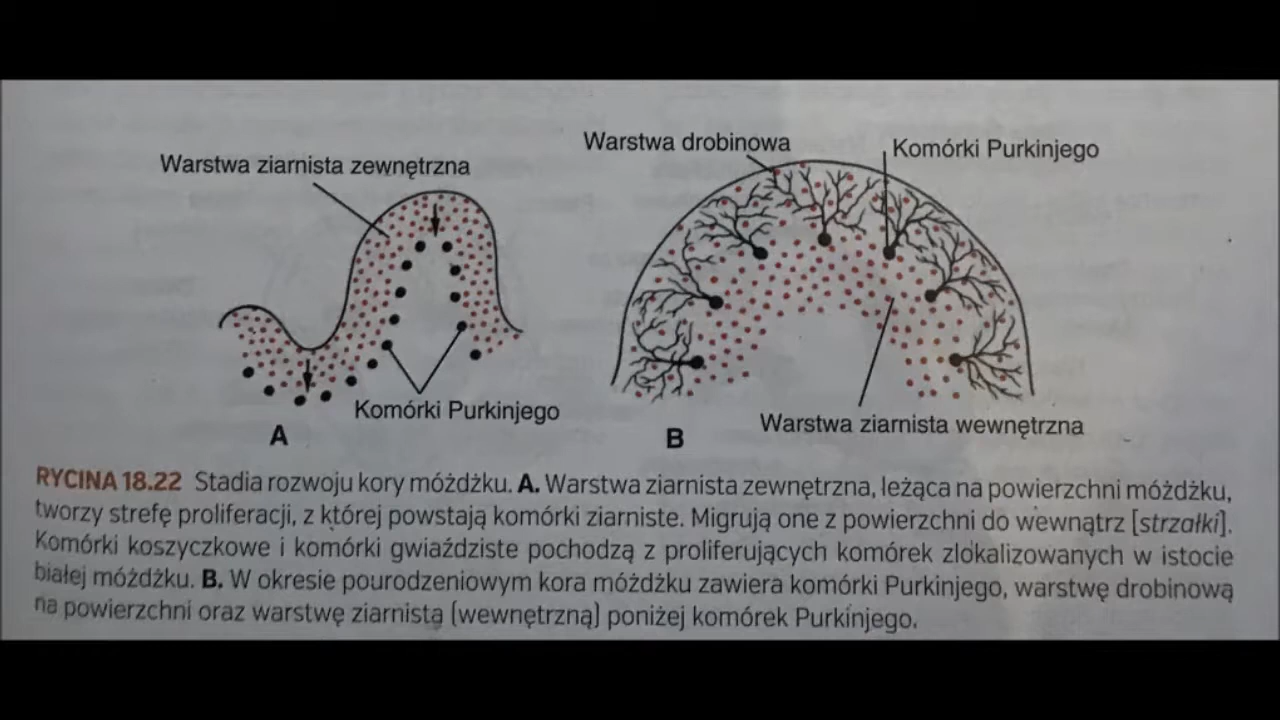 Warstwa ziarnista zewnętrzna
Komórki Purkinjego
A
Warstwa drobinowa
Komórki Purkinjego
Warstwa ziarnista wewnętrzna
B
RYCINA 18.22 Stadia rozwoju kory móżdżku. A. Warstwa ziarnista zewnętrzna, leżąca na powierzchni móżdżku,
tworzy strefę proliferacji, z której powstają komórki ziarniste. Migrują one z powierzchni do wewnątrz [strzałki].
Komórki koszyczkowe i komórki gwiaździste pochodzą z proliferujących komórek zlokalizowanych w istocie
białej móżdżku. B. W okresie pourodzeniowym kora móżdżku zawiera komórki Purkinjego, warstwę drobinową
na powierzchni oraz warstwę ziarnistą (wewnętrzną) poniżej komórek Purkinjego.